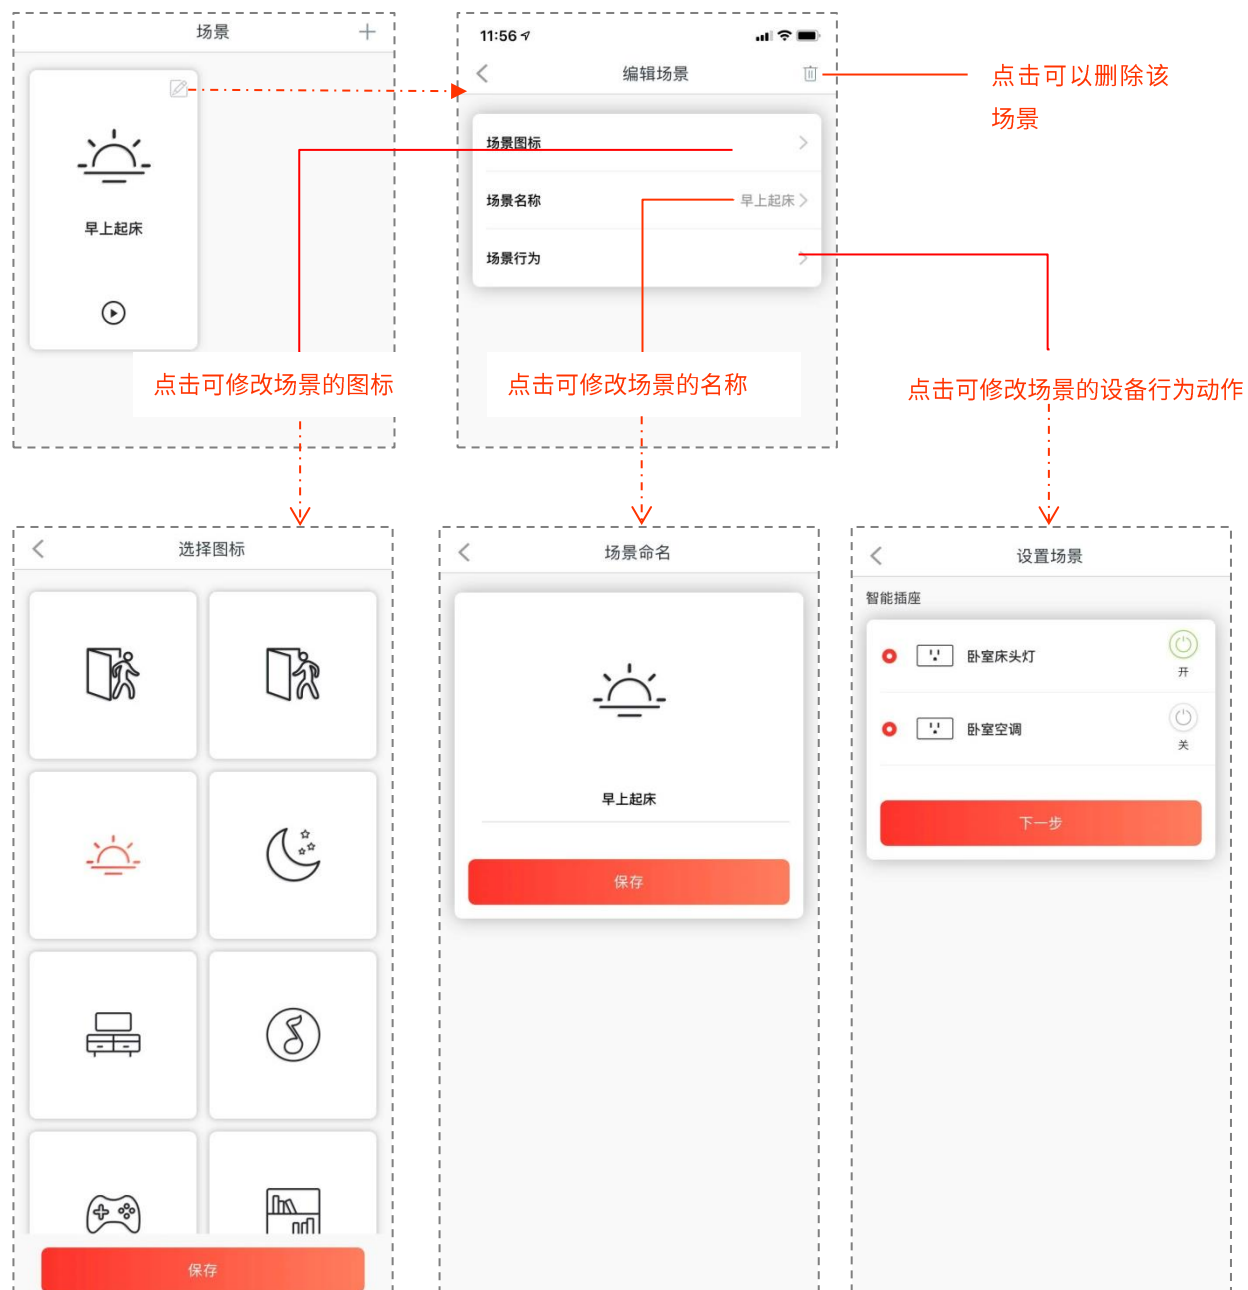 场景
早上起床
11:56
编辑场景
场景图标
场景名称
早上起床
场景行为
点击可以删除该
场景
点击可修改场景的图标
点击可修改场景的名称
点击可修改场景的设备行为动作
选择图标
保存
场景命名
早上起床
保存
设置场景
智能插座
卧室床头灯
开
卧室空调
关
下一步